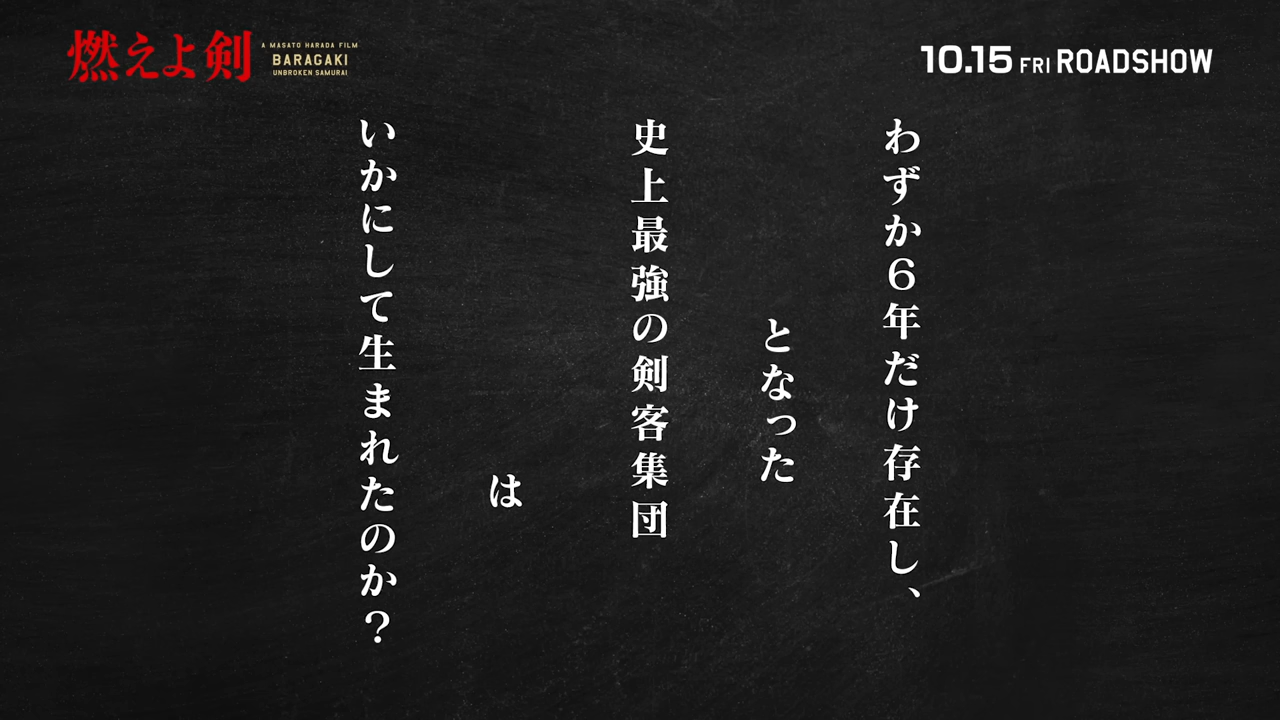 燃えよ剣
A MASATO HARADA FILM
BARAGAKI
UNBROKEN SAMURAI
10.15 FRI ROADSHOW
わずか6年だけ存在し、
となった
史上最強の剣客集団
は
いかにして生まれたのか?